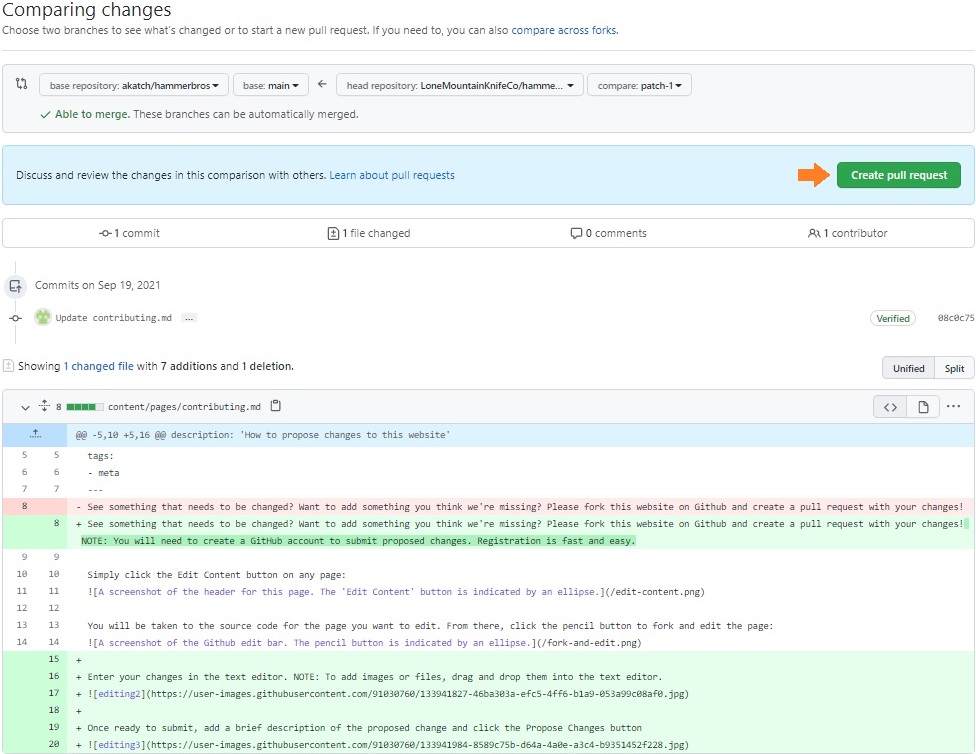 Comparing changes
Choose two branches to see what's changed or to start a new pull request. If you need to, you can also compare across forks.
base repository: akatch/hammerbros base: main head repository: LoneMountainKnifeCo/hamme... compare: patch-1
Able to merge. These branches can be automatically merged.
Discuss and review the changes in this comparison with others. Learn about pull requests Create pull request
1 commit 1 file changed 0 comments 1 contributor
Commits on Sep 19, 2021
Update contributing.md ... Verified 08c0c75
Showing 1 changed file with 7 additions and 1 deletion. Unified Split
8 content/pages/contributing.md
@@ -5,10 +5,16 @@ description: 'How to propose changes to this website'
5 5 tags:
6 6 - meta
7 7 ---
8 - See something that needs to be changed? Want to add something you think we're missing? Please fork this website on Github and create a pull request with your changes!
8 + See something that needs to be changed? Want to add something you think we're missing? Please fork this website on Github and create a pull request with your changes!
NOTE: You will need to create a GitHub account to submit proposed changes. Registration is fast and easy.
9 9
10 10 Simply click the Edit Content button on any page:
11 11 ![A screenshot of the header for this page. The 'Edit Content' button is indicated by an ellipse.](/edit-content.png)
12 12
13 13 You will be taken to the source code for the page you want to edit. From there, click the pencil button to fork and edit the page:
14 14 ![A screenshot of the Github edit bar. The pencil button is indicated by an ellipse.](/fork-and-edit.png)
15 +
16 + Enter your changes in the text editor. NOTE: To add images or files, drag and drop them into the text editor.
17 + ![editing2](https://user-images.githubusercontent.com/91030760/133941827-46ba303a-efc5-4ff6-b1a9-053a99c08af0.jpg)
18 +
19 + Once ready to submit, add a brief description of the proposed change and click the Propose Changes button
20 + ![editing3](https://user-images.githubusercontent.com/91030760/133941984-8589c75b-d64a-4a0e-a3c4-b9351452f228.jpg)